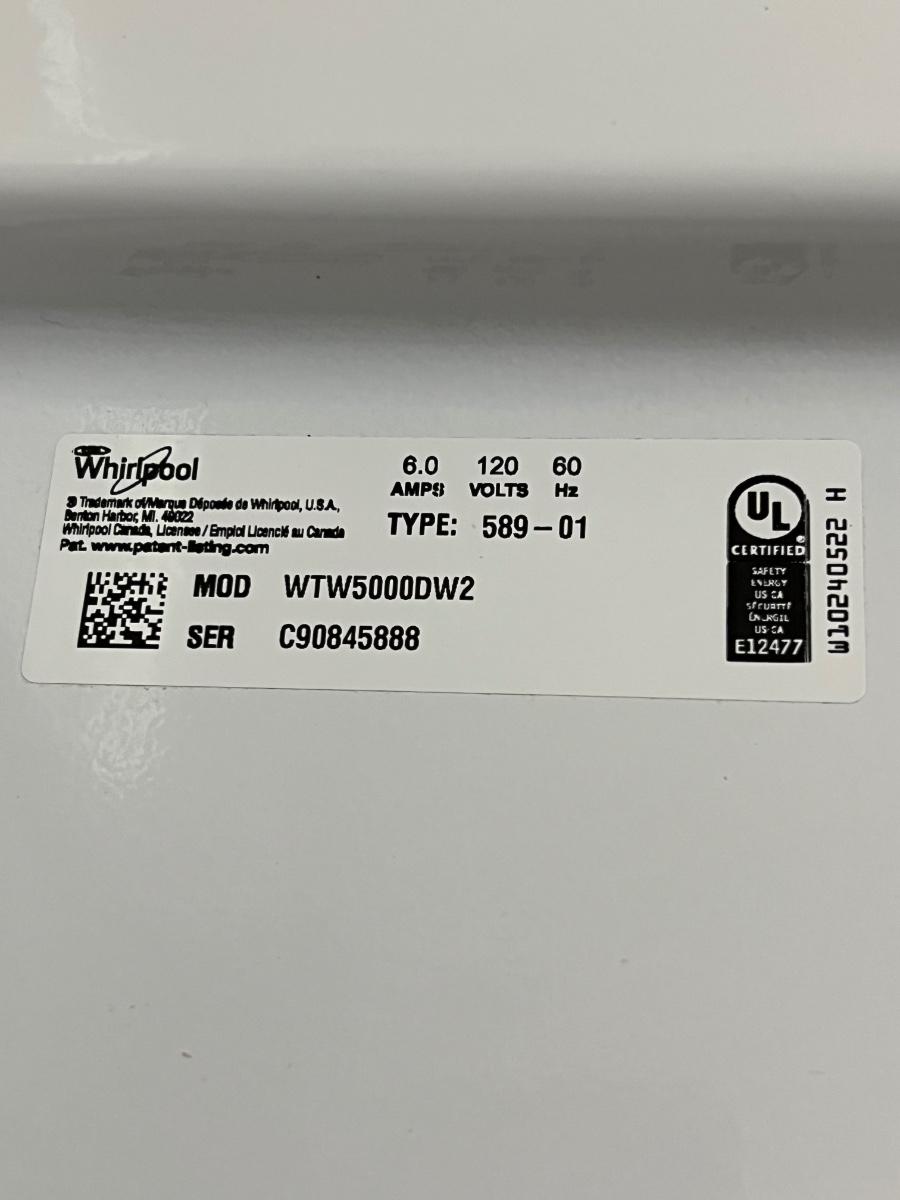 Whirlpool
® Trademark of/Marque Déposée de Whirlpool, U.S.A.,
Benton Harbor, MI. 49022
Whirlpool Canada, Licensee / Emploi Licencié au Canada
Pat. www.patent-listing.com
6.0 120 60
AMPS VOLTS Hz
TYPE: 589-01
MOD WTW5000DW2
SER C90845888
UL
CERTIFIED
SAFETY
ENERGY
US CA
SÉCURITÉ
ÉNERGIE
US-CA
E12477
W10240522 H